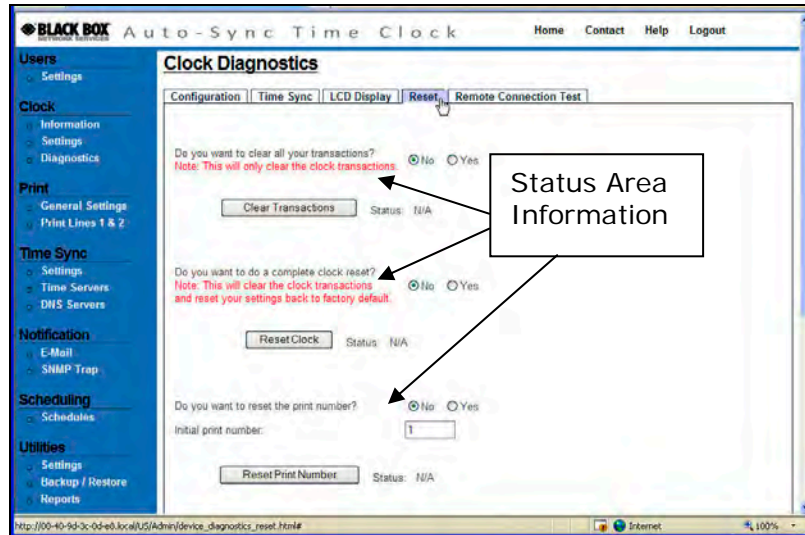 BLACK BOX
NETWORK SERVICES
Auto-Sync Time Clock
Home Contact Help Logout
Users
Settings
Clock
Information
Settings
Diagnostics
Print
General Settings
Print Lines 1 & 2
Time Sync
Settings
Time Servers
DNS Servers
Notification
E-Mail
SNMP Trap
Scheduling
Schedules
Utilities
Settings
Backup / Restore
Reports
Clock Diagnostics
Configuration Time Sync LCD Display Reset Remote Connection Test
Do you want to clear all your transactions? No Yes
Note: This will only clear the clock transactions.
Clear Transactions Status: N/A
Status Area
Information
Do you want to do a complete clock reset?
Note: This will clear the clock transactions No Yes
and reset your settings back to factory default.
Reset Clock Status: N/A
Do you want to reset the print number? No Yes
Initial print number: 1
Reset Print Number Status: N/A
http://00-40-9d-3c-0d-e8.local/US/Admin/device_diagnostics_reset.html# Internet 100%